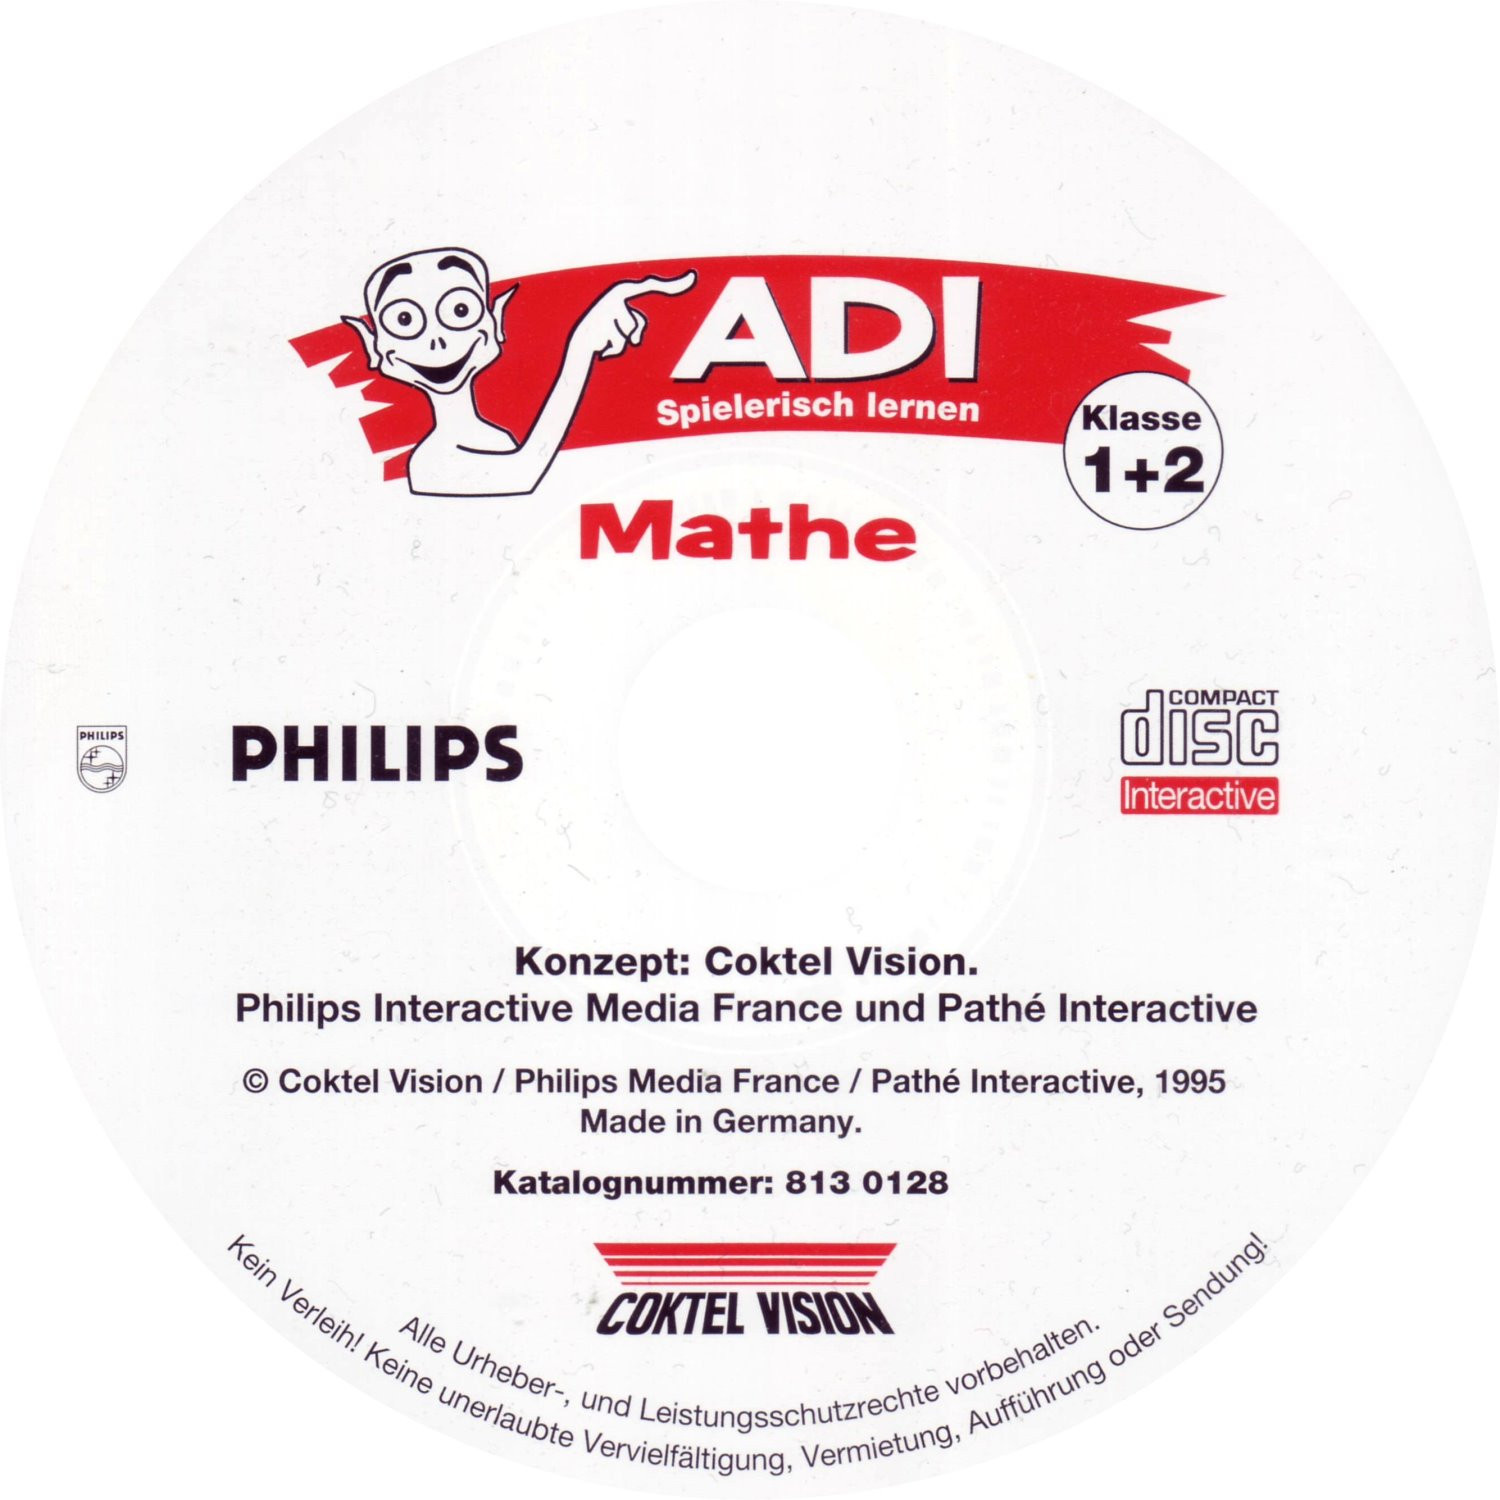 ADI
Spielerisch lernen
Klasse
1+2
Mathe
PHILIPS
PHILIPS
COMPACT
disc
Interactive
Konzept: Coktel Vision.
Philips Interactive Media France und Pathé Interactive
© Coktel Vision / Philips Media France / Pathé Interactive, 1995
Made in Germany.
Katalognummer: 813 0128
COKTEL VISION
Alle Urheber-, und Leistungsschutzrechte vorbehalten.
Kein Verleih! Keine unerlaubte Vervielfältigung, Vermietung, Aufführung oder Sendung!